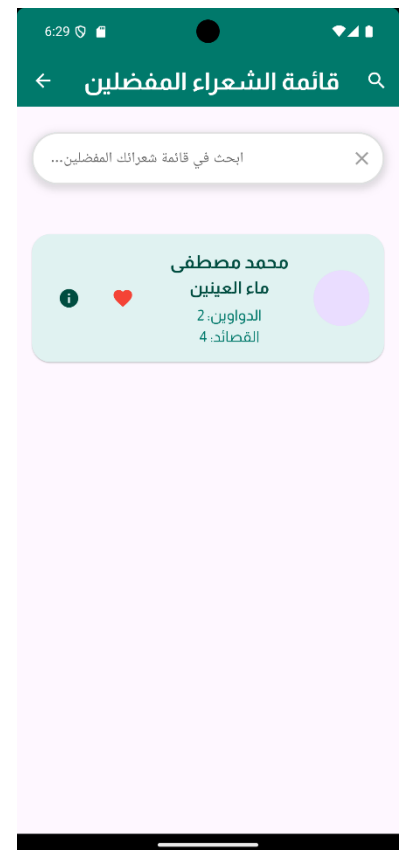 6:29
قائمة الشعراء المفضلين
ابحث في قائمة شعرائك المفضلين...
محمد مصطفى
ماء العينين
الدواوين: 2
القصائد: 4